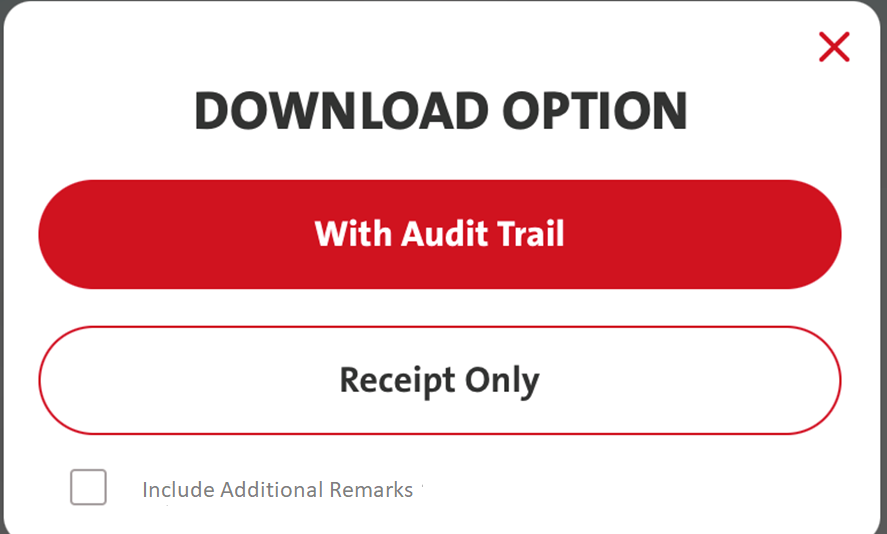 DOWNLOAD OPTION
With Audit Trail
Receipt Only
Include Additional Remarks